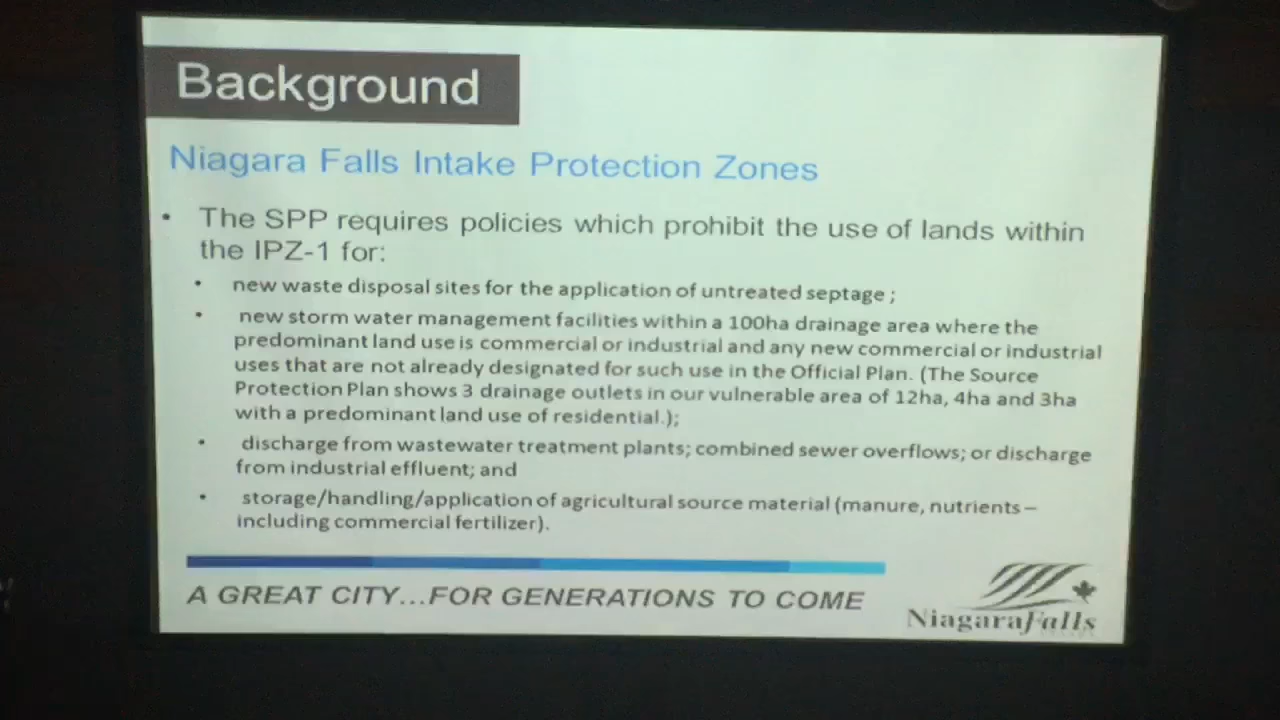 Background
Niagara Falls Intake Protection Zones
• The SPP requires policies which prohibit the use of lands within
the IPZ-1 for:
• new waste disposal sites for the application of untreated septage ;
• new storm water management facilities within a 100ha drainage area where the
predominant land use is commercial or industrial and any new commercial or industrial
uses that are not already designated for such use in the Official Plan. (The Source
Protection Plan shows 3 drainage outlets in our vulnerable area of 12ha, 4ha and 3ha
with a predominant land use of residential.);
• discharge from wastewater treatment plants; combined sewer overflows; or discharge
from industrial effluent; and
• storage/handling/application of agricultural source material (manure, nutrients –
including commercial fertilizer).
A GREAT CITY...FOR GENERATIONS TO COME
NiagaraFalls